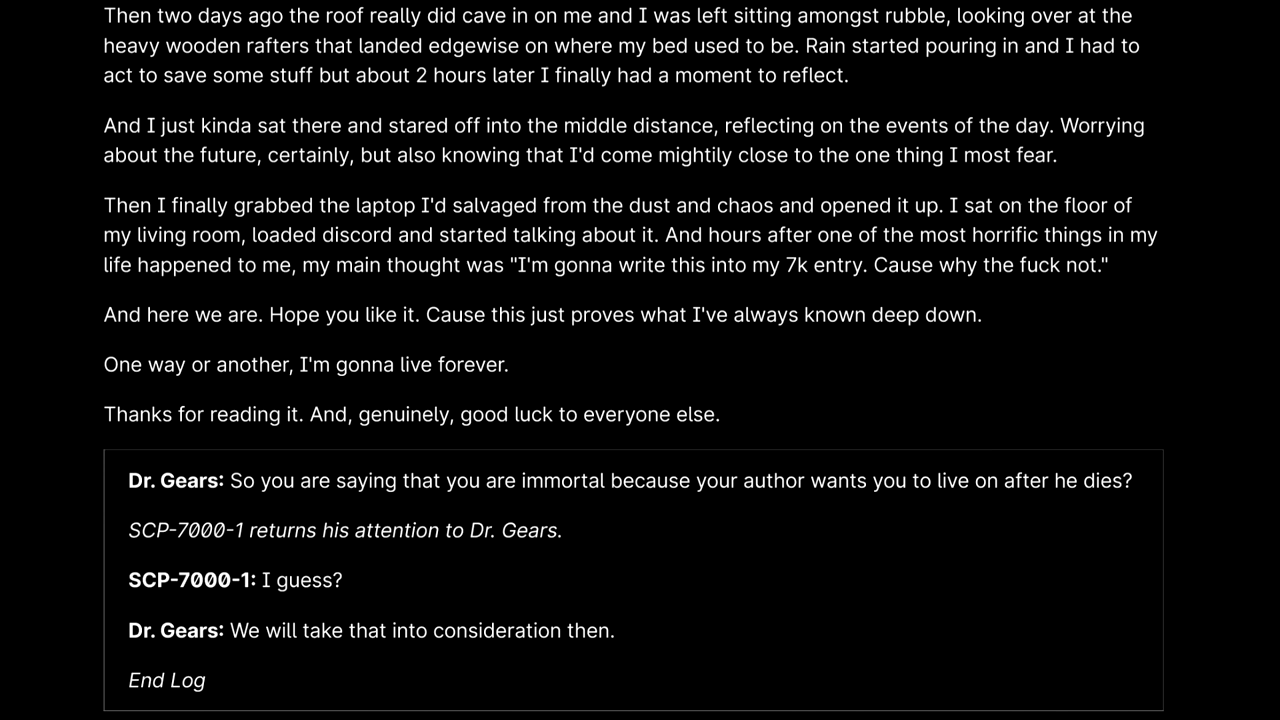 Then two days ago the roof really did cave in on me and I was left sitting amongst rubble, looking over at the
heavy wooden rafters that landed edgewise on where my bed used to be. Rain started pouring in and I had to
act to save some stuff but about 2 hours later I finally had a moment to reflect.
And I just kinda sat there and stared off into the middle distance, reflecting on the events of the day. Worrying
about the future, certainly, but also knowing that I'd come mightily close to the one thing I most fear.
Then I finally grabbed the laptop I'd salvaged from the dust and chaos and opened it up. I sat on the floor of
my living room, loaded discord and started talking about it. And hours after one of the most horrific things in my
life happened to me, my main thought was "I'm gonna write this into my 7k entry. Cause why the fuck not."
And here we are. Hope you like it. Cause this just proves what I've always known deep down.
One way or another, I'm gonna live forever.
Thanks for reading it. And, genuinely, good luck to everyone else.
Dr. Gears: So you are saying that you are immortal because your author wants you to live on after he dies?
SCP-7000-1 returns his attention to Dr. Gears.
SCP-7000-1: I guess?
Dr. Gears: We will take that into consideration then.
End Log